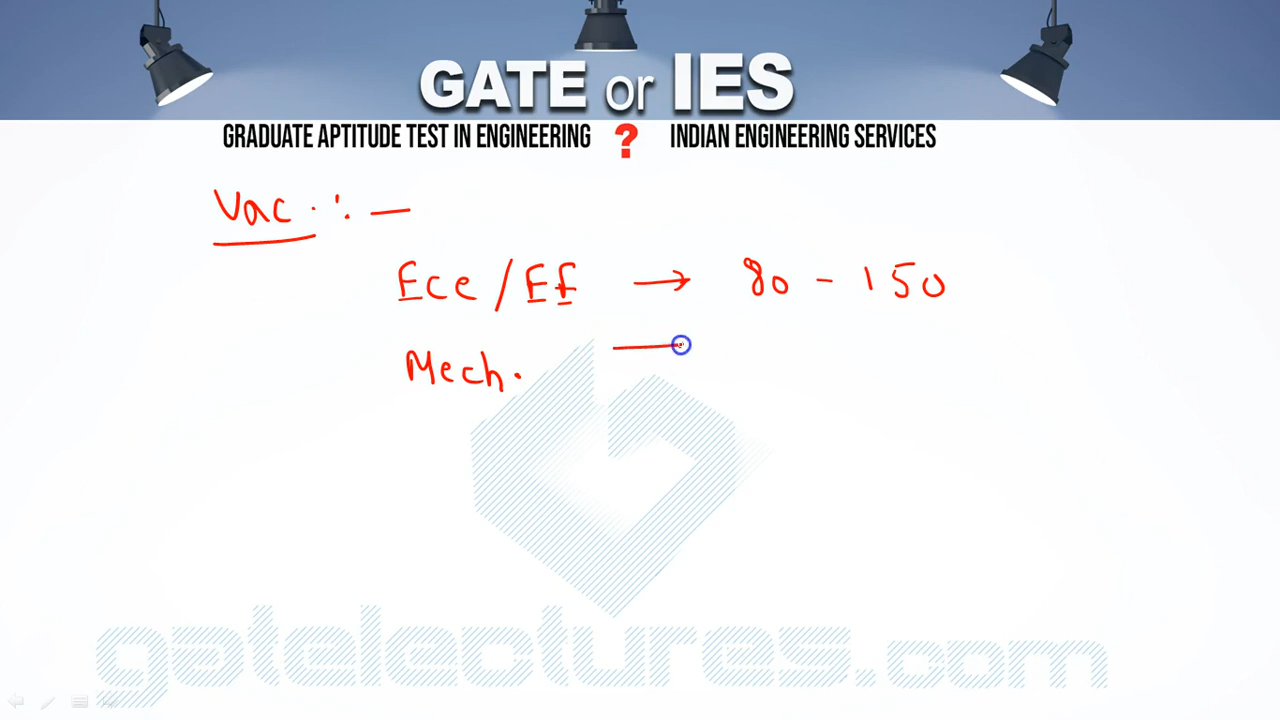 GATE or IES
GRADUATE APTITUDE TEST IN ENGINEERING ? INDIAN ENGINEERING SERVICES
Vac. : —
Ece / EE → 80 - 150
Mech. —
gatelectures.com